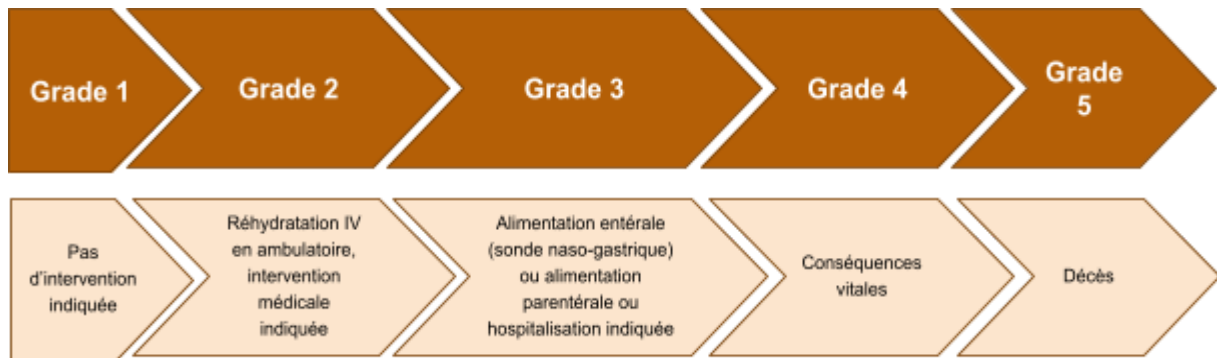 Grade 1
Grade 2
Grade 3
Grade 4
Grade
5
Pas
d'intervention
indiquée
Réhydratation IV
en ambulatoire,
intervention
médicale
indiquée
Alimentation entérale
(sonde naso-gastrique)
ou alimentation
parentérale ou
hospitalisation indiquée
Conséquences
vitales
Décès